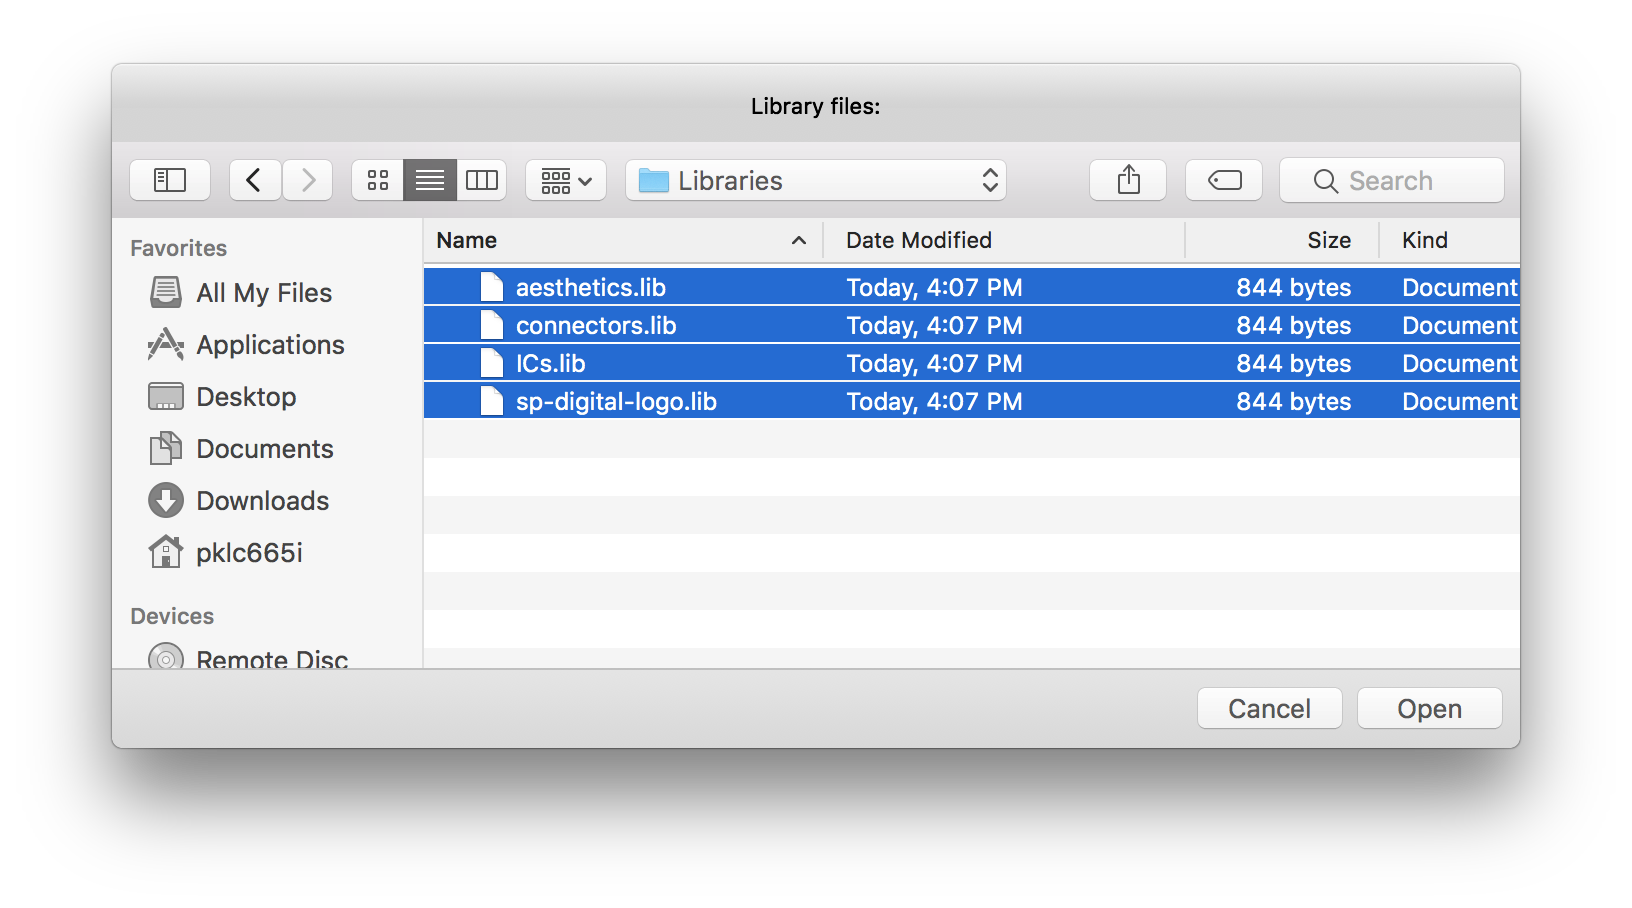 Library files:
Libraries
Search
Favorites
All My Files
Applications
Desktop
Documents
Downloads
pklc665i
Devices
Remote Disc
Name Date Modified Size Kind
aesthetics.lib Today, 4:07 PM 844 bytes Document
connectors.lib Today, 4:07 PM 844 bytes Document
ICs.lib Today, 4:07 PM 844 bytes Document
sp-digital-logo.lib Today, 4:07 PM 844 bytes Document
Cancel Open